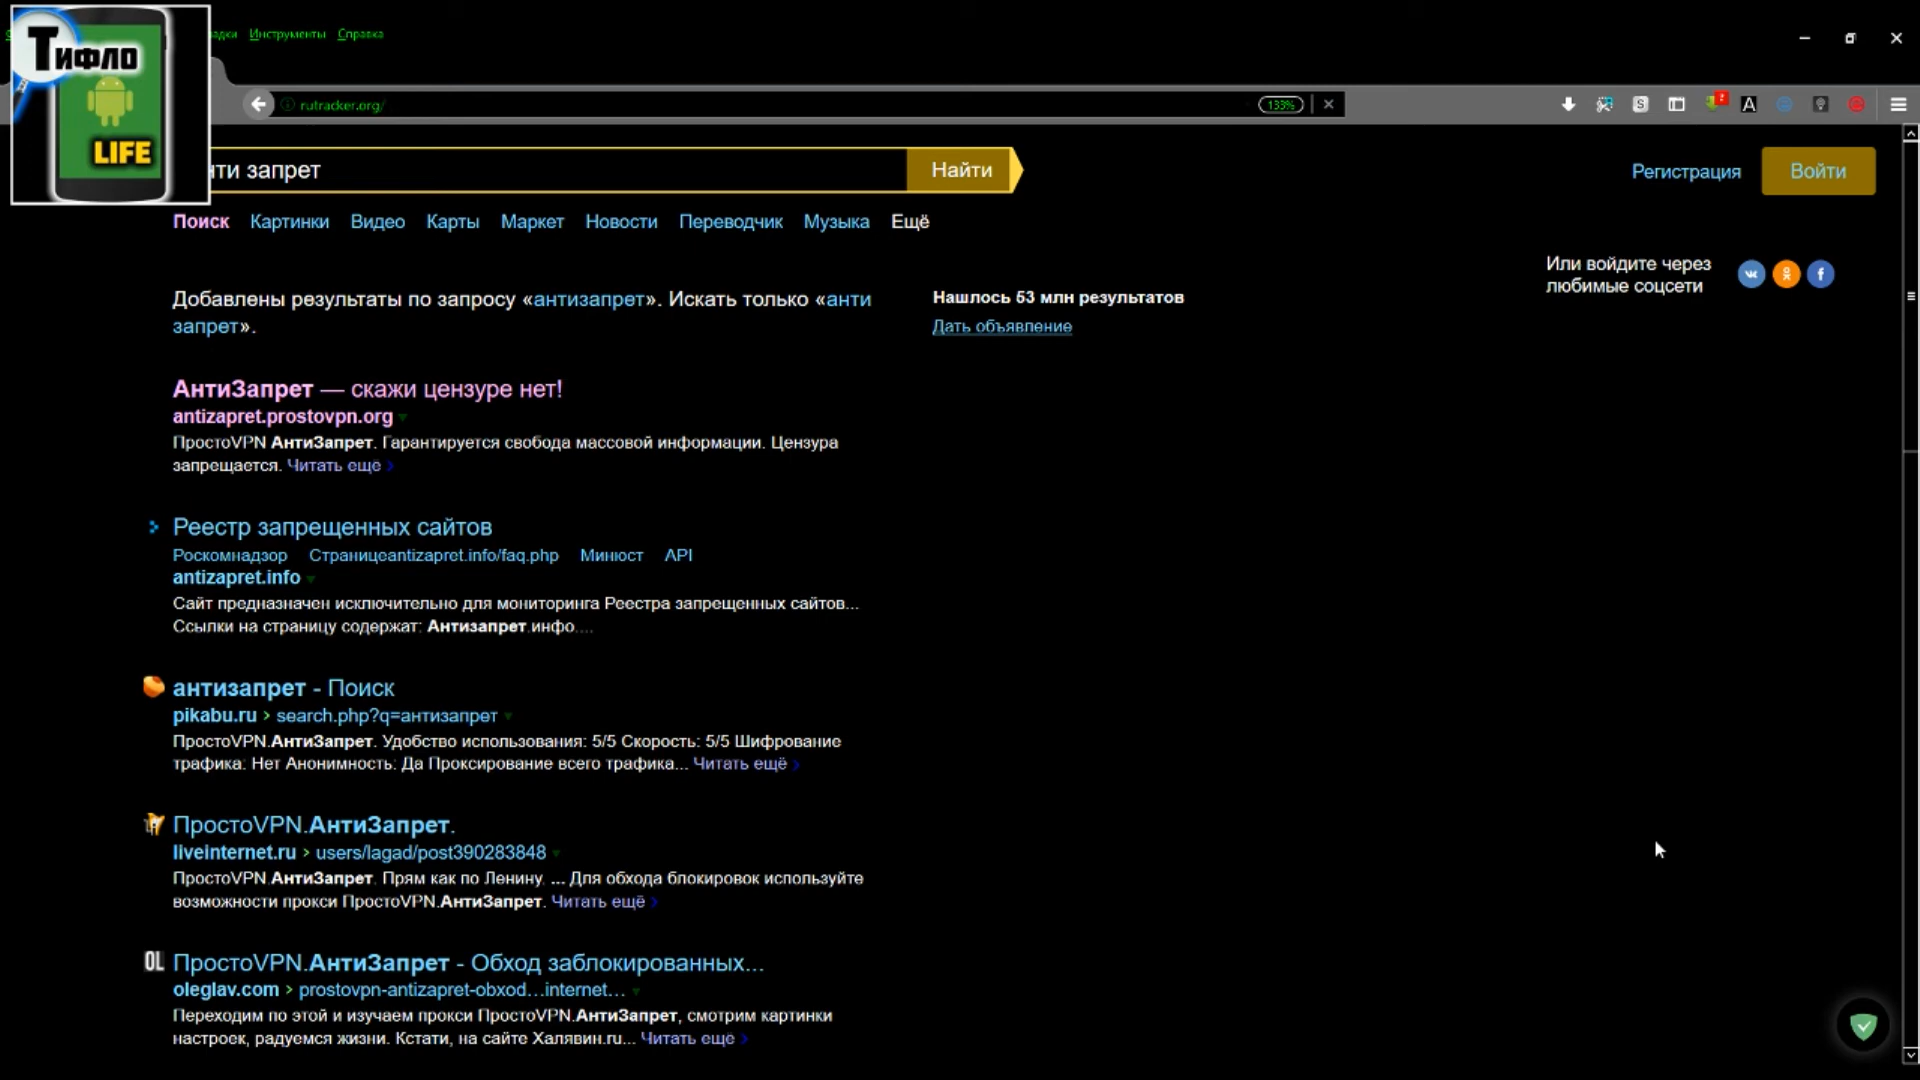 Тифло
LIFE
Инструменты Справка
rutracker.org/
133%
нти запрет
Найти
Регистрация
Войти
Поиск Картинки Видео Карты Маркет Новости Переводчик Музыка Ещё
Или войдите через
любимые соцсети
Добавлены результаты по запросу «антизапрет». Искать только «анти
запрет».
Нашлось 53 млн результатов
Дать объявление
АнтиЗапрет — скажи цензуре нет!
antizapret.prostovpn.org
ПростоVPN АнтиЗапрет. Гарантируется свобода массовой информации. Цензура
запрещается. Читать ещё ›
Реестр запрещенных сайтов
Роскомнадзор Страницеantizapret.info/faq.php Минюст API
antizapret.info
Сайт предназначен исключительно для мониторинга Реестра запрещенных сайтов...
Ссылки на страницу содержат: Антизапрет.инфо....
антизапрет - Поиск
pikabu.ru › search.php?q=антизапрет
ПростоVPN.АнтиЗапрет. Удобство использования: 5/5 Скорость: 5/5 Шифрование
трафика: Нет Анонимность: Да Проксирование всего трафика... Читать ещё ›
ПростоVPN.АнтиЗапрет.
liveinternet.ru › users/lagad/post390283848
ПростоVPN.АнтиЗапрет. Прям как по Ленину. ... Для обхода блокировок используйте
возможности прокси ПростоVPN.АнтиЗапрет. Читать ещё ›
OL ПростоVPN.АнтиЗапрет - Обход заблокированных...
oleglav.com › prostovpn-antizapret-obxod...internet...
Переходим по этой и изучаем прокси ПростоVPN.АнтиЗапрет, смотрим картинки
настроек, радуемся жизни. Кстати, на сайте Халявин.ru... Читать ещё ›